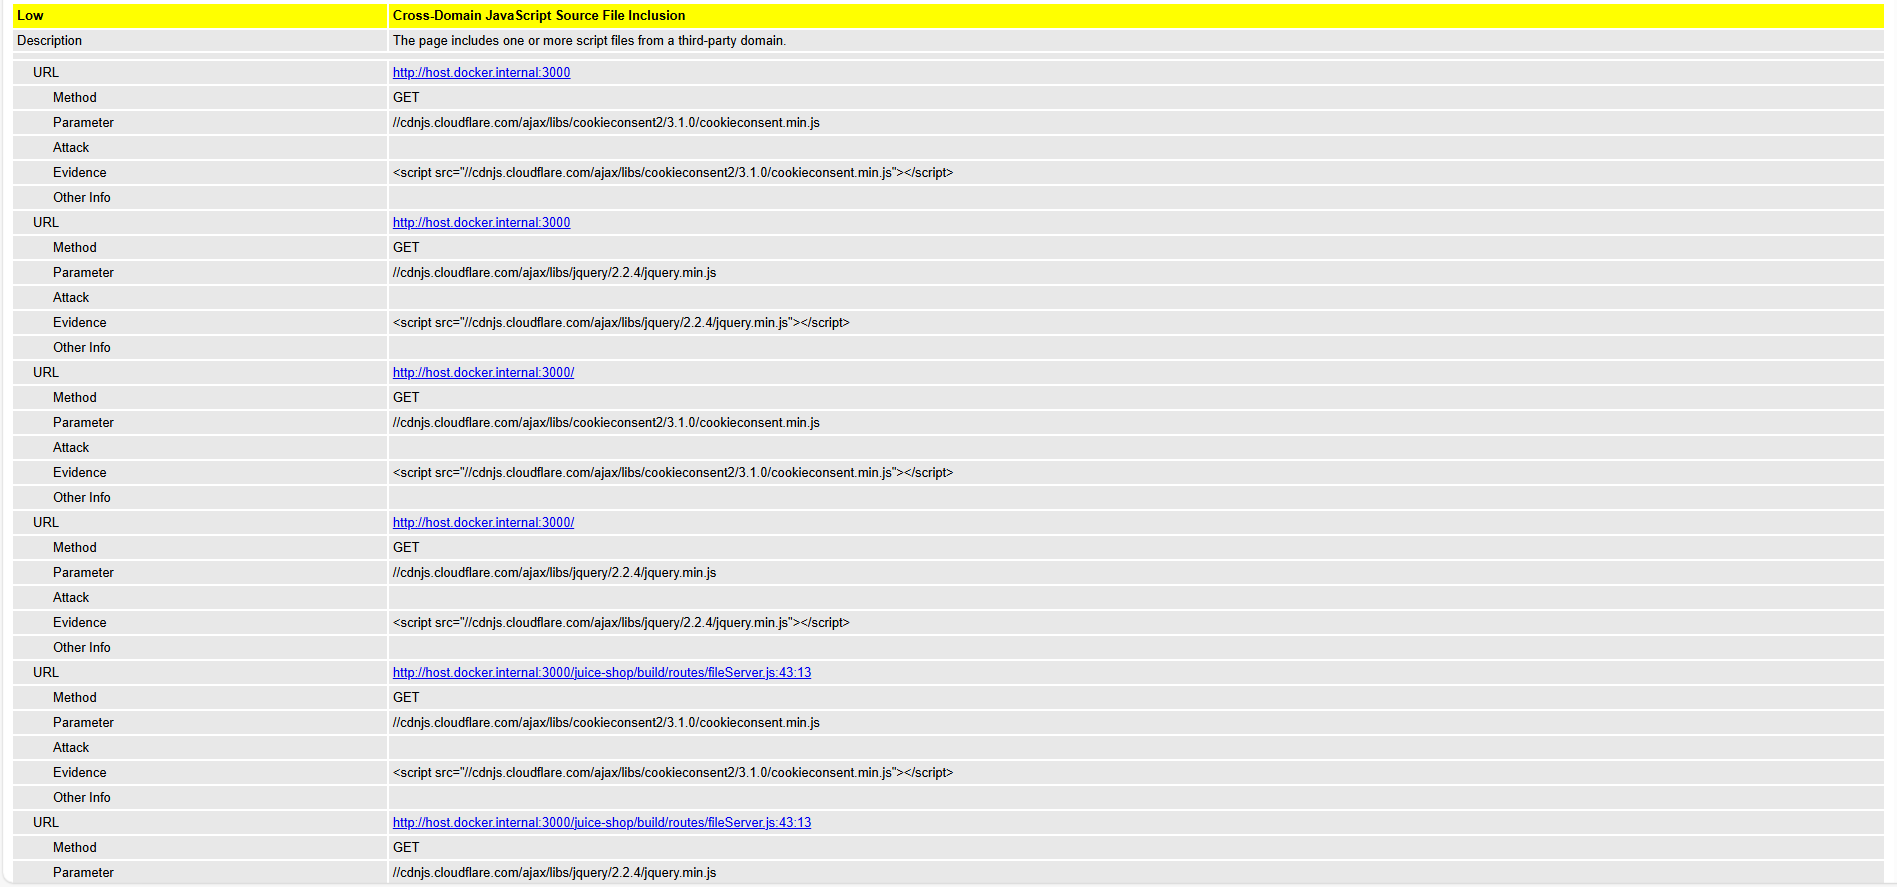 Low Cross-Domain JavaScript Source File Inclusion
Description The page includes one or more script files from a third-party domain.
URL http://host.docker.internal:3000
Method GET
Parameter //cdnjs.cloudflare.com/ajax/libs/cookieconsent2/3.1.0/cookieconsent.min.js
Attack
Evidence <script src="//cdnjs.cloudflare.com/ajax/libs/cookieconsent2/3.1.0/cookieconsent.min.js"></script>
Other Info
URL http://host.docker.internal:3000
Method GET
Parameter //cdnjs.cloudflare.com/ajax/libs/jquery/2.2.4/jquery.min.js
Attack
Evidence <script src="//cdnjs.cloudflare.com/ajax/libs/jquery/2.2.4/jquery.min.js"></script>
Other Info
URL http://host.docker.internal:3000/
Method GET
Parameter //cdnjs.cloudflare.com/ajax/libs/cookieconsent2/3.1.0/cookieconsent.min.js
Attack
Evidence <script src="//cdnjs.cloudflare.com/ajax/libs/cookieconsent2/3.1.0/cookieconsent.min.js"></script>
Other Info
URL http://host.docker.internal:3000/
Method GET
Parameter //cdnjs.cloudflare.com/ajax/libs/jquery/2.2.4/jquery.min.js
Attack
Evidence <script src="//cdnjs.cloudflare.com/ajax/libs/jquery/2.2.4/jquery.min.js"></script>
Other Info
URL http://host.docker.internal:3000/juice-shop/build/routes/fileServer.js:43:13
Method GET
Parameter //cdnjs.cloudflare.com/ajax/libs/cookieconsent2/3.1.0/cookieconsent.min.js
Attack
Evidence <script src="//cdnjs.cloudflare.com/ajax/libs/cookieconsent2/3.1.0/cookieconsent.min.js"></script>
Other Info
URL http://host.docker.internal:3000/juice-shop/build/routes/fileServer.js:43:13
Method GET
Parameter //cdnjs.cloudflare.com/ajax/libs/jquery/2.2.4/jquery.min.js